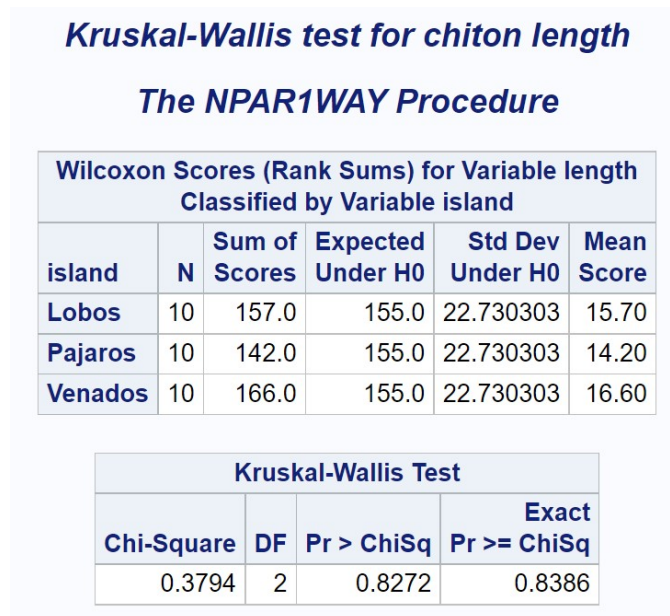 Kruskal-Wallis test for chiton length
The NPAR1WAY Procedure
Wilcoxon Scores (Rank Sums) for Variable length
Classified by Variable island
island N Sum of Scores Expected Under H0 Std Dev Under H0 Mean Score
Lobos 10 157.0 155.0 22.730303 15.70
Pajaros 10 142.0 155.0 22.730303 14.20
Venados 10 166.0 155.0 22.730303 16.60
Kruskal-Wallis Test
Chi-Square DF Pr > ChiSq Exact Pr >= ChiSq
0.3794 2 0.8272 0.8386